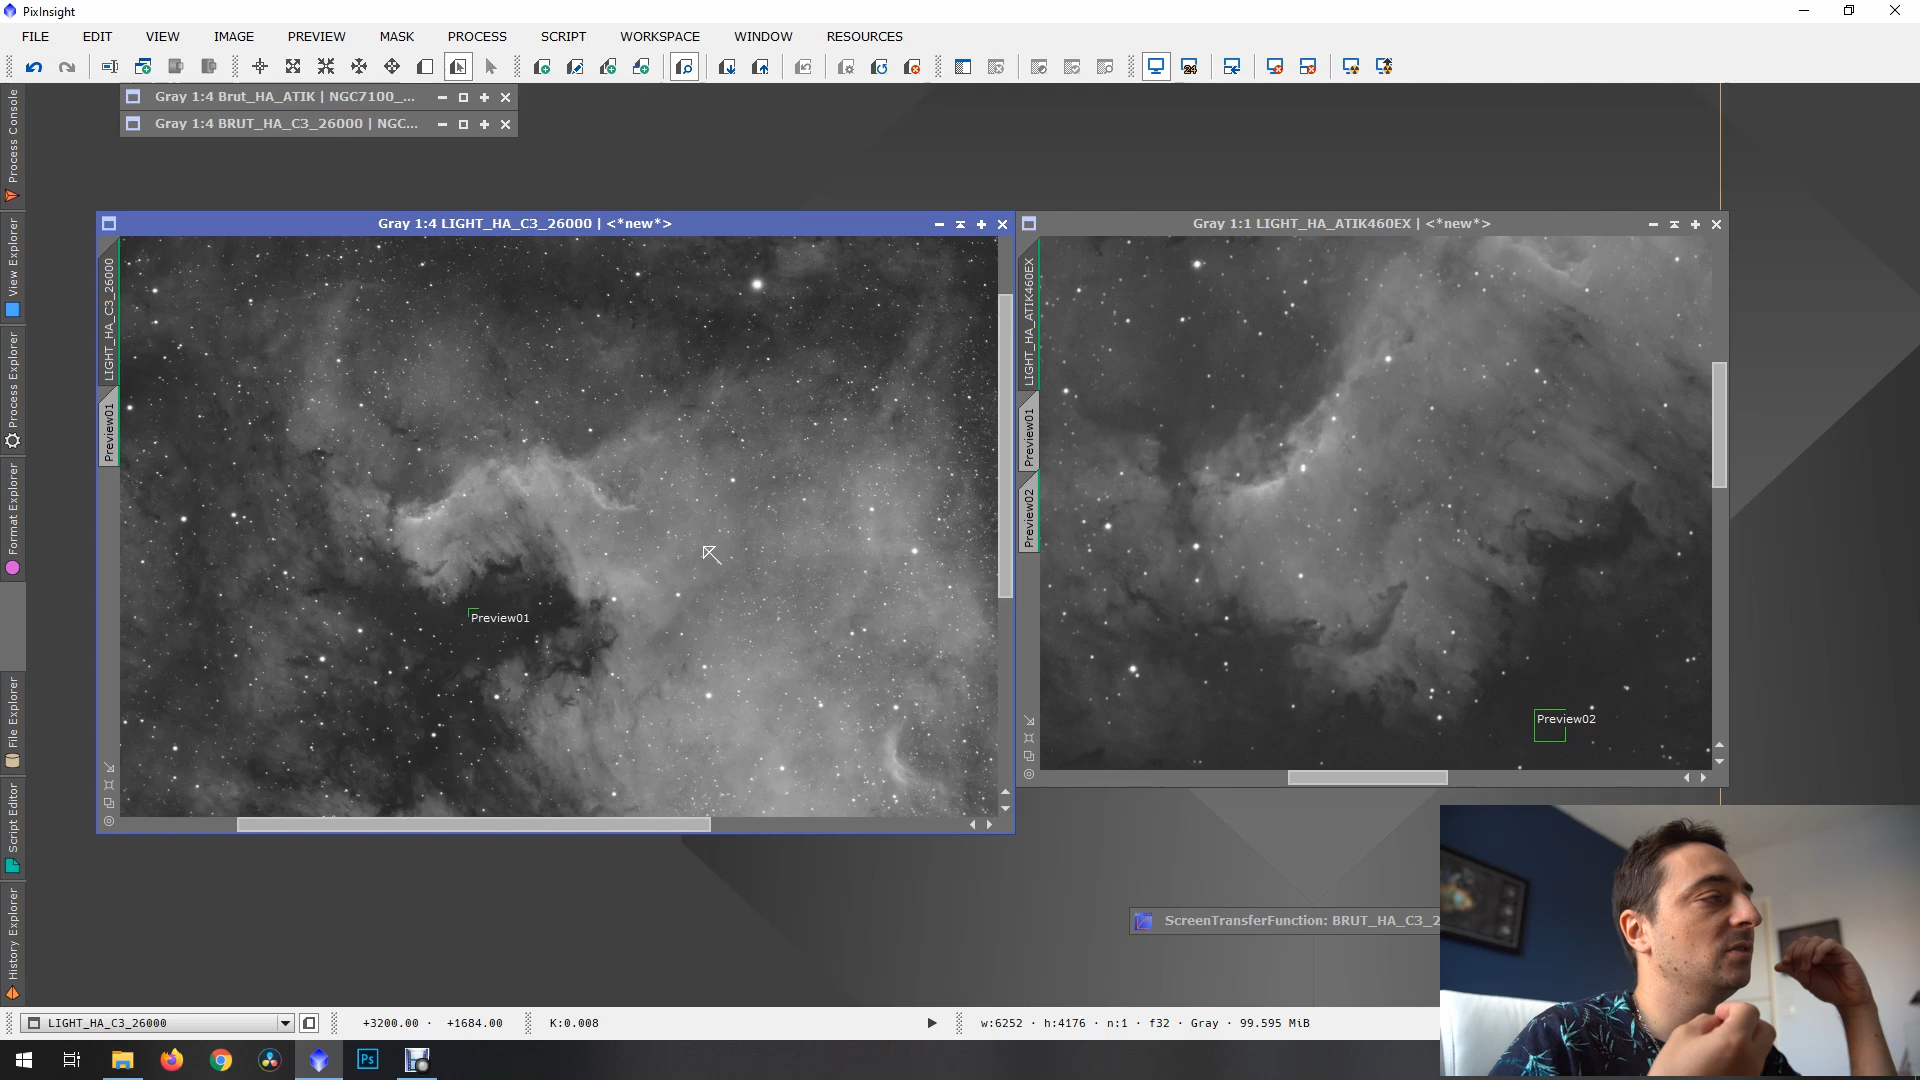 PixInsight
FILE EDIT VIEW IMAGE PREVIEW MASK PROCESS SCRIPT WORKSPACE WINDOW RESOURCES
24
Gray 1:4 Brut_HA_ATIK | NGC7100_...
Gray 1:4 BRUT_HA_C3_26000 | NGC...
Process Console
View Explorer
Process Explorer
Format Explorer
File Explorer
Script Editor
History Explorer
Gray 1:4 LIGHT_HA_C3_26000 | <*new*>
LIGHT_HA_C3_26000
Preview01
Preview01
Gray 1:1 LIGHT_HA_ATIK460EX | <*new*>
LIGHT_HA_ATIK460EX
Preview01
Preview02
Preview02
ScreenTransferFunction: BRUT_HA_C3_2
LIGHT_HA_C3_26000
+3200.00 · +1684.00
K:0.008
w:6252 · h:4176 · n:1 · f32 · Gray · 99.595 MiB
Ps